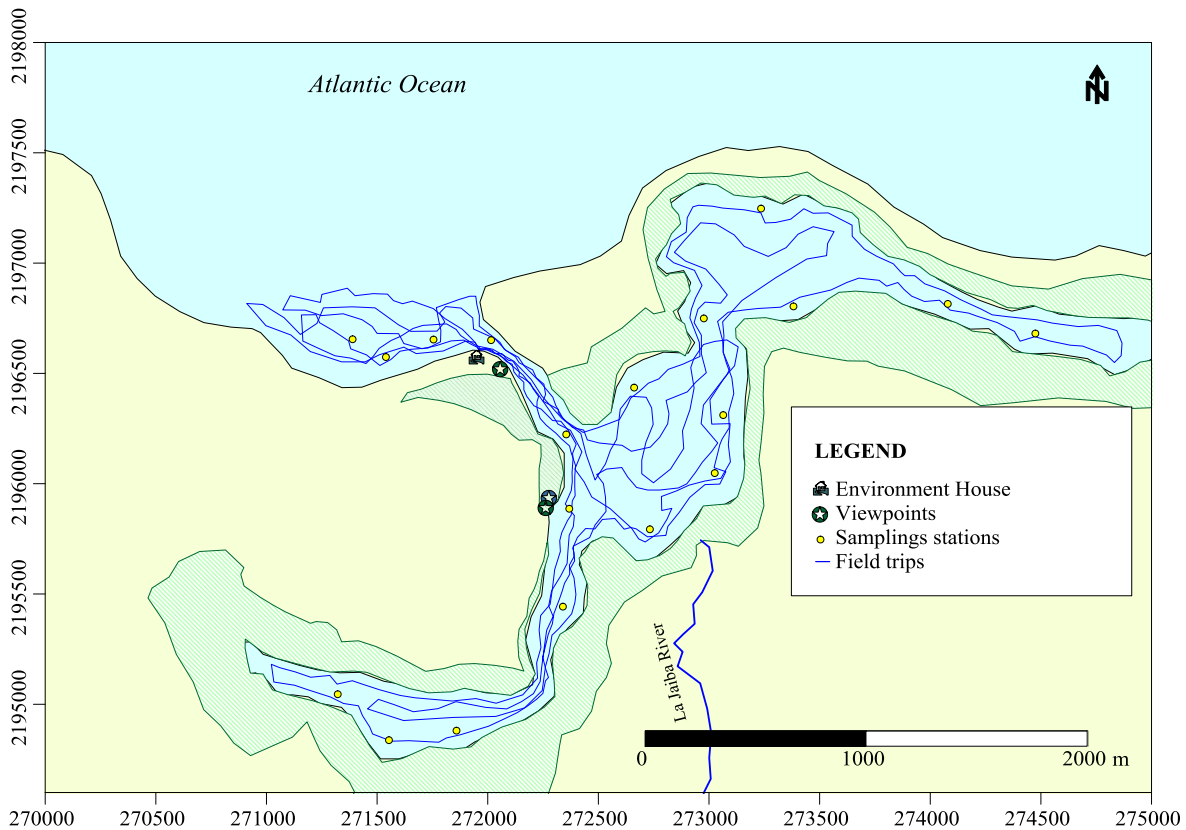 2198000
2197500
2197000
2196500
2196000
2195500
2195000
Atlantic Ocean
N
LEGEND
Environment House
Viewpoints
Samplings stations
Field trips
La Jaiba River
0 1000 2000 m
270000 270500 271000 271500 272000 272500 273000 273500 274000 274500 275000